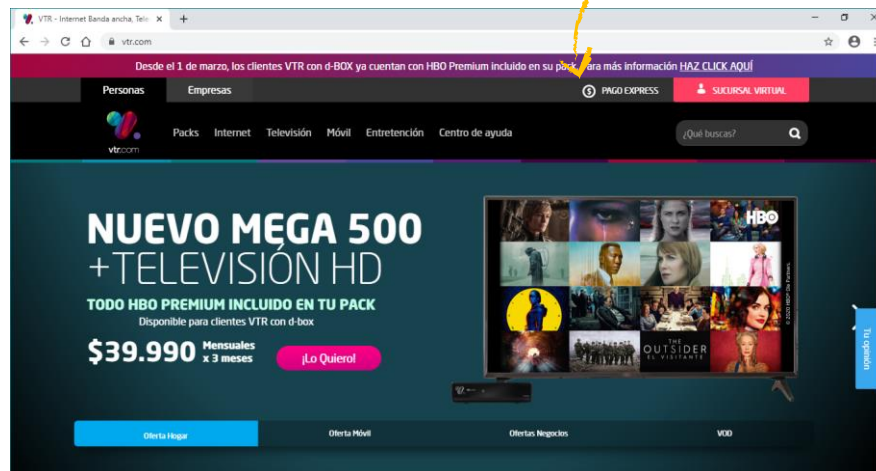 VTR - Internet Banda ancha, Tele
vtr.com
Desde el 1 de marzo, los clientes VTR con d-BOX ya cuentan con HBO Premium incluido en su pack. Para más información HAZ CLICK AQUÍ
Personas
Empresas
PAGO EXPRESS
SUCURSAL VIRTUAL
vtr.com
Packs
Internet
Televisión
Móvil
Entretención
Centro de ayuda
¿Qué buscas?
NUEVO MEGA 500
+TELEVISIÓN HD
TODO HBO PREMIUM INCLUIDO EN TU PACK
Disponible para clientes VTR con d-box
$39.990 Mensuales
x 3 meses
¡Lo Quiero!
HBO
THE
OUTSIDER
EL VISITANTE
© 2020 HBO® Ole Partners.
Tu opinión
Oferta Hogar
Oferta Móvil
Ofertas Negocios
VOD